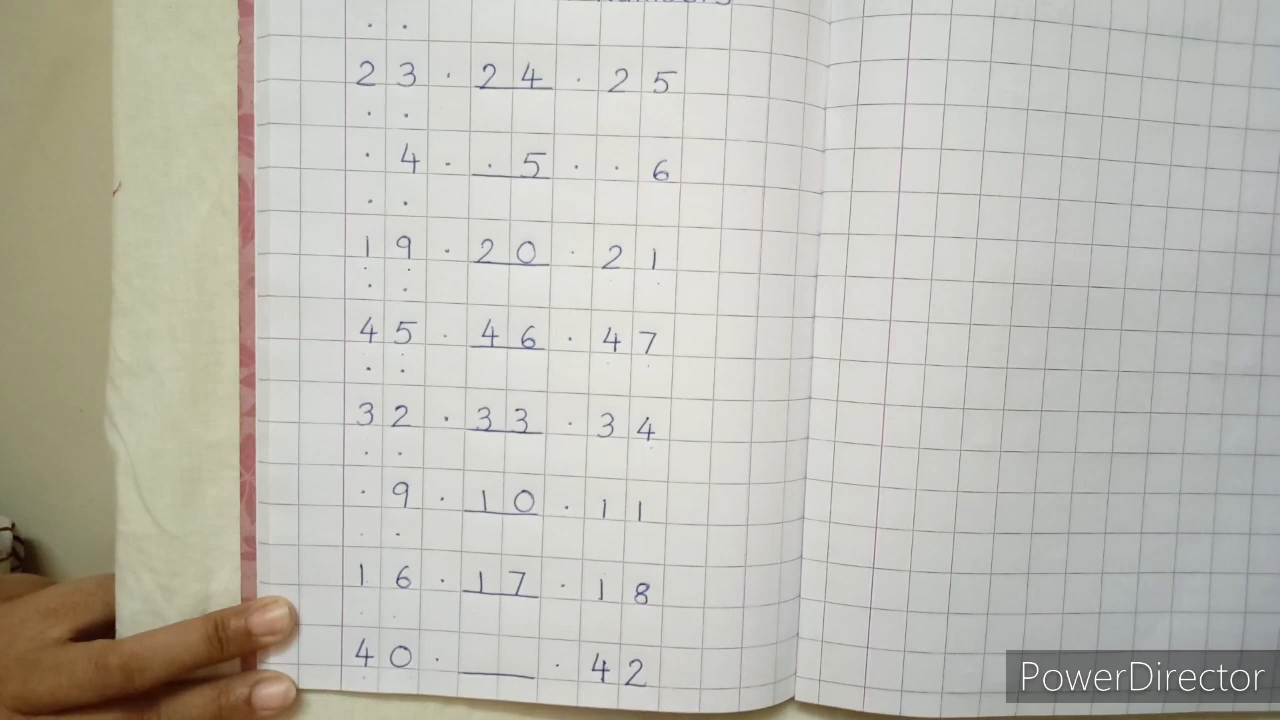 23 . 24 . 25
. 4 . . 5 . . 6
19 . 20 . 21
45 . 46 . 47
32 . 33 . 34
. 9 . 10 . 11
16 . 17 . 18
40 . ___ . 42
PowerDirector